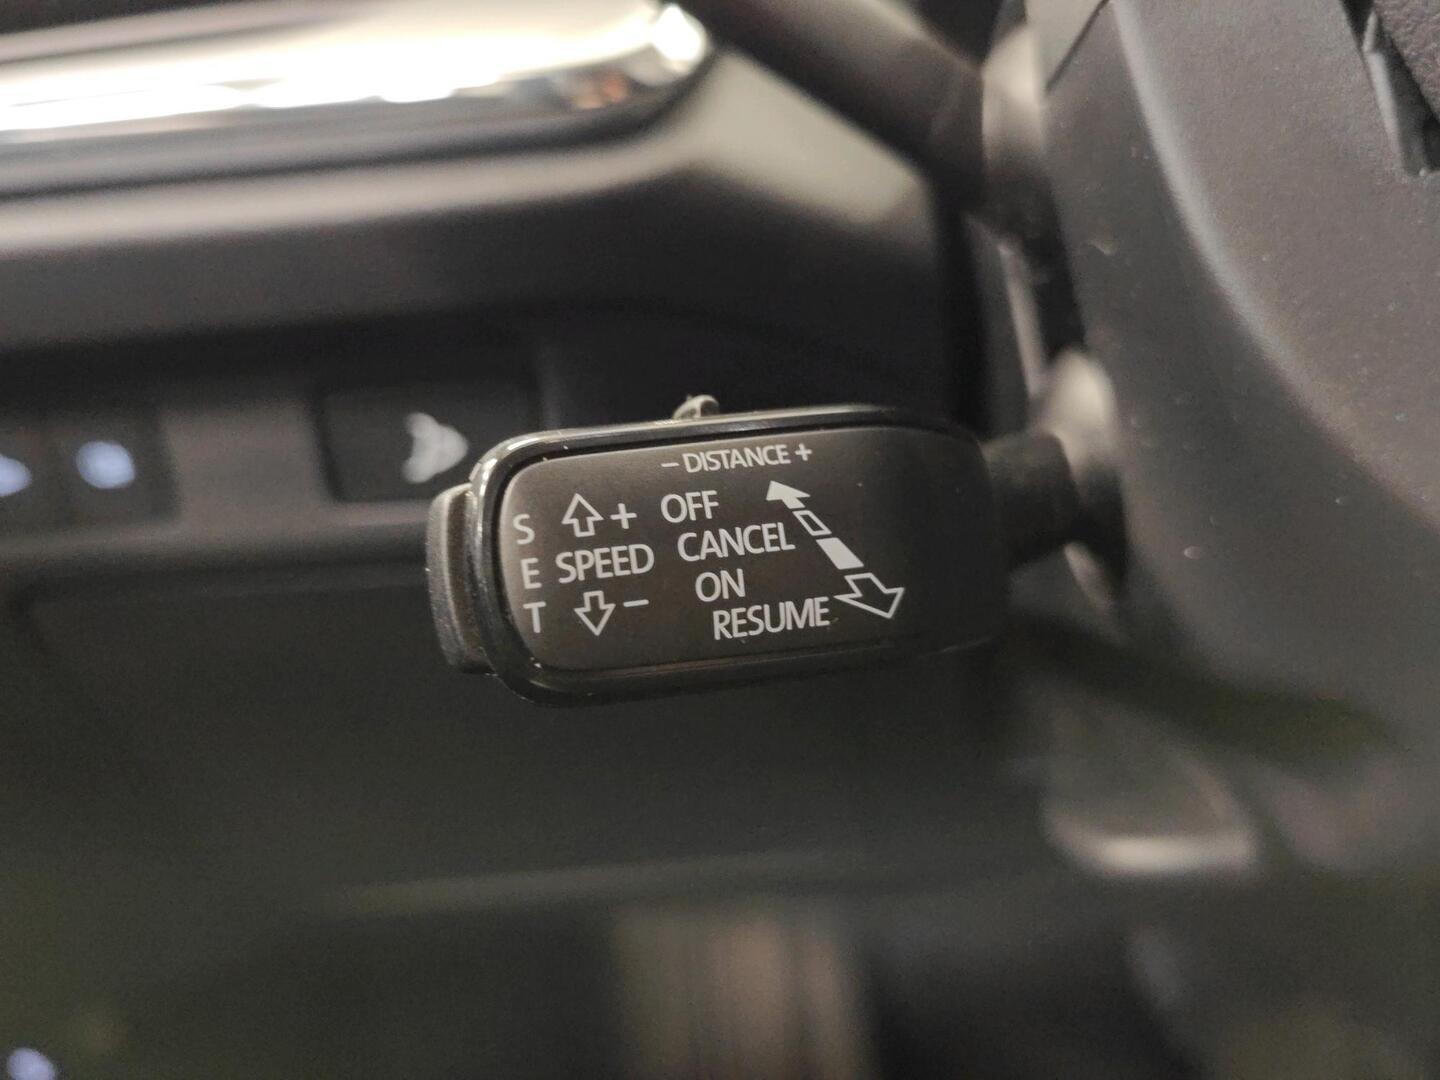 − DISTANCE +
S
E
T
+
SPEED
−
OFF
CANCEL
ON
RESUME